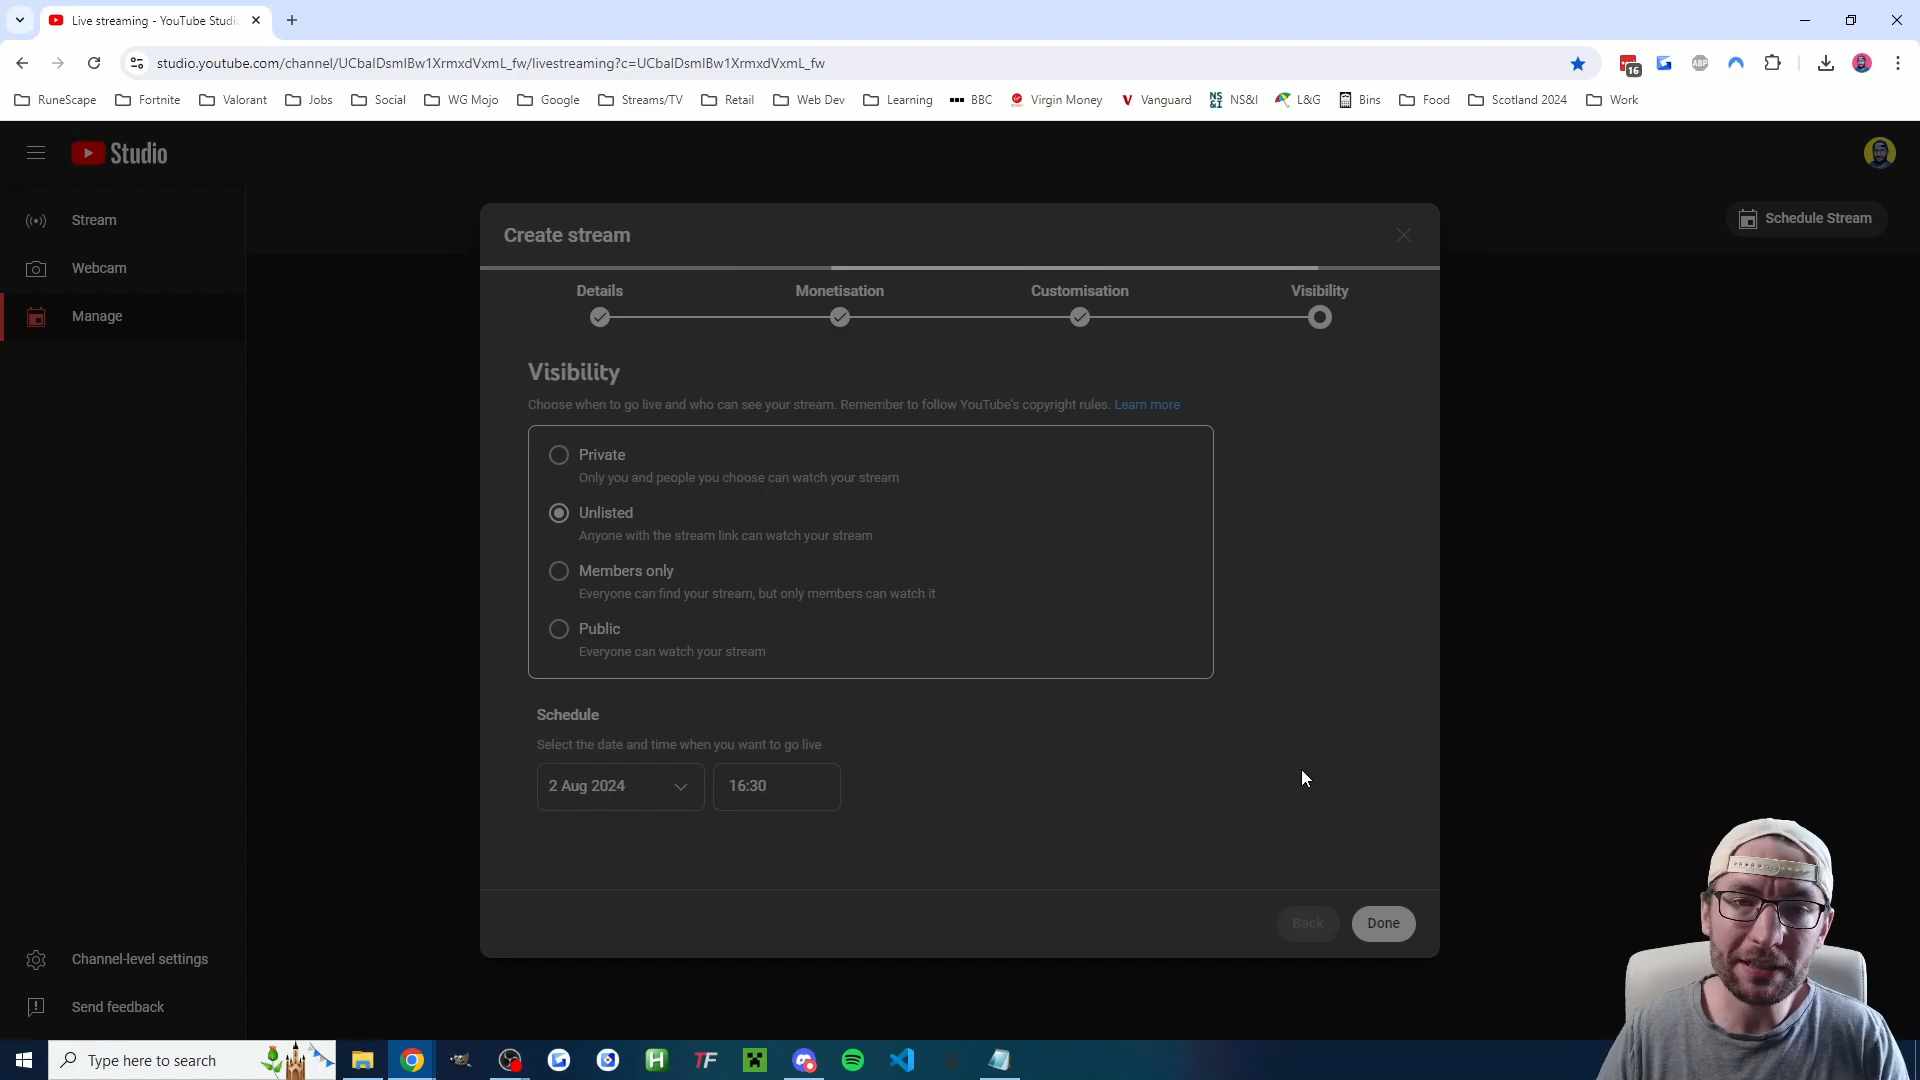 Live streaming - YouTube Studi
studio.youtube.com/channel/UCbaIDsmIBw1XrmxdVxmL_fw/livestreaming?c=UCbaIDsmIBw1XrmxdVxmL_fw
16
ABP
RuneScape
Fortnite
Valorant
Jobs
Social
WG Mojo
Google
Streams/TV
Retail
Web Dev
Learning
BBC
Virgin Money
V Vanguard
NS&I NS&I
L&G
Bins
Food
Scotland 2024
Work
Studio
Stream
Schedule Stream
Webcam
Manage
Create stream
Details
Monetisation
Customisation
Visibility
Visibility
Choose when to go live and who can see your stream. Remember to follow YouTube's copyright rules. Learn more
Private
Only you and people you choose can watch your stream
Unlisted
Anyone with the stream link can watch your stream
Members only
Everyone can find your stream, but only members can watch it
Public
Everyone can watch your stream
Schedule
Select the date and time when you want to go live
2 Aug 2024
16:30
Back
Done
Channel-level settings
Send feedback
Type here to search
H
TF